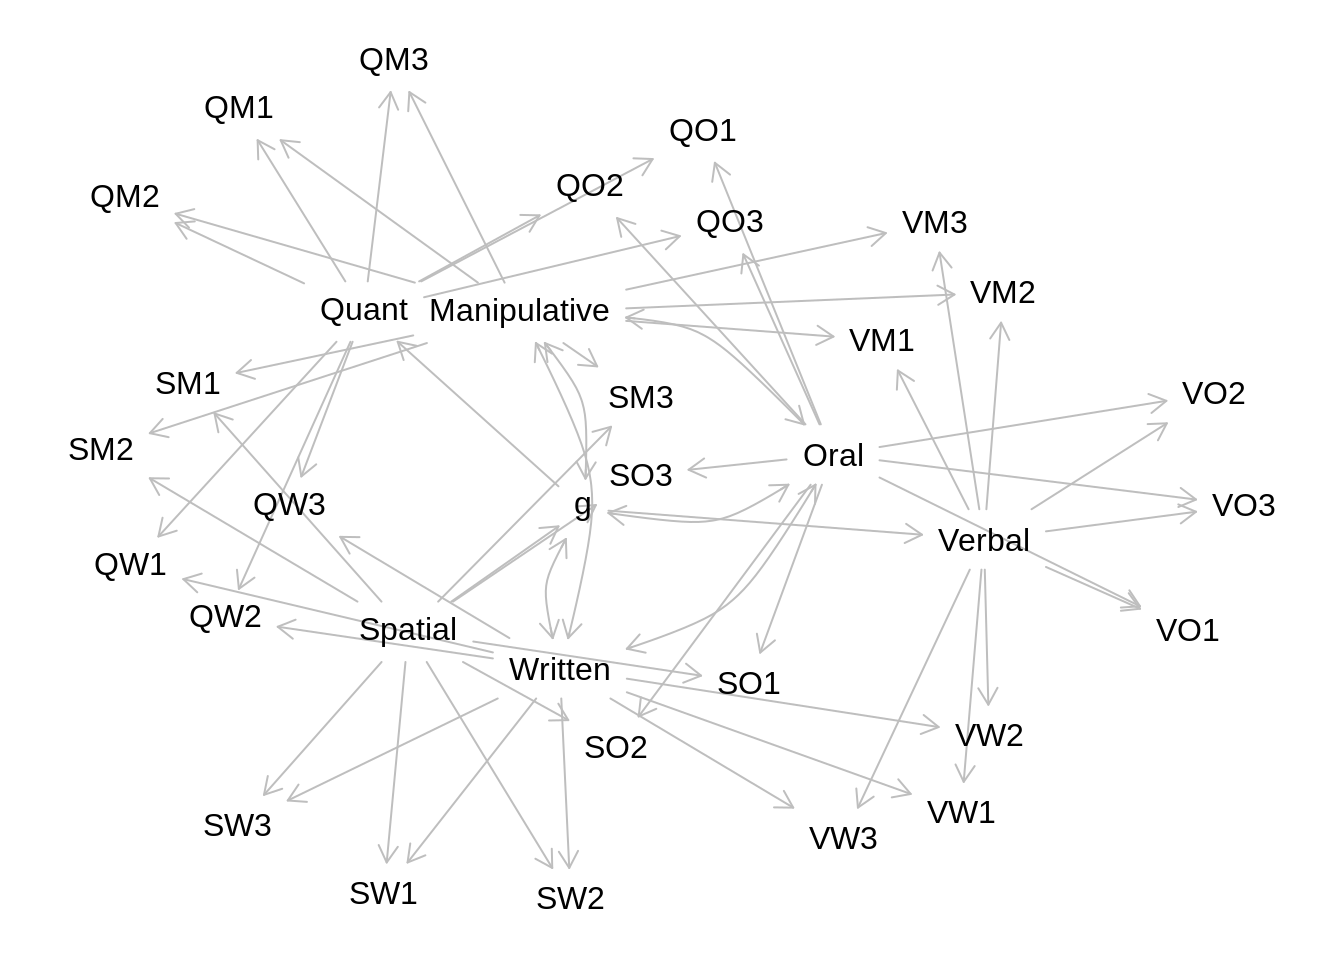 QM3
QM1
QO1
QO2
QM2
QO3
VM3
VM2
Quant
Manipulative
VM1
SM1
VO2
SM3
SM2
Oral
SO3
QW3
g
VO3
Verbal
QW1
QW2
Spatial
VO1
Written
SO1
VW2
SO2
VW1
SW3
VW3
SW1
SW2